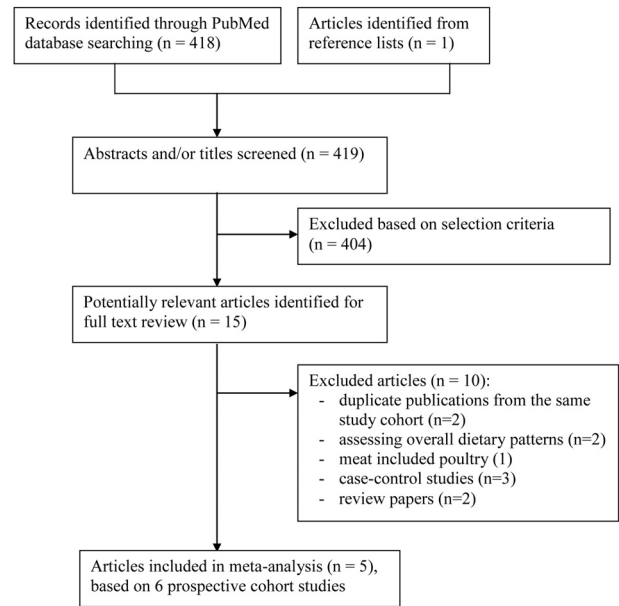 Records identified through PubMed
database searching (n = 418)
Articles identified from
reference lists (n = 1)
Abstracts and/or titles screened (n = 419)
Excluded based on selection criteria
(n = 404)
Potentially relevant articles identified for
full text review (n = 15)
Excluded articles (n = 10):
- duplicate publications from the same
study cohort (n=2)
- assessing overall dietary patterns (n=2)
- meat included poultry (1)
- case-control studies (n=3)
- review papers (n=2)
Articles included in meta-analysis (n = 5),
based on 6 prospective cohort studies